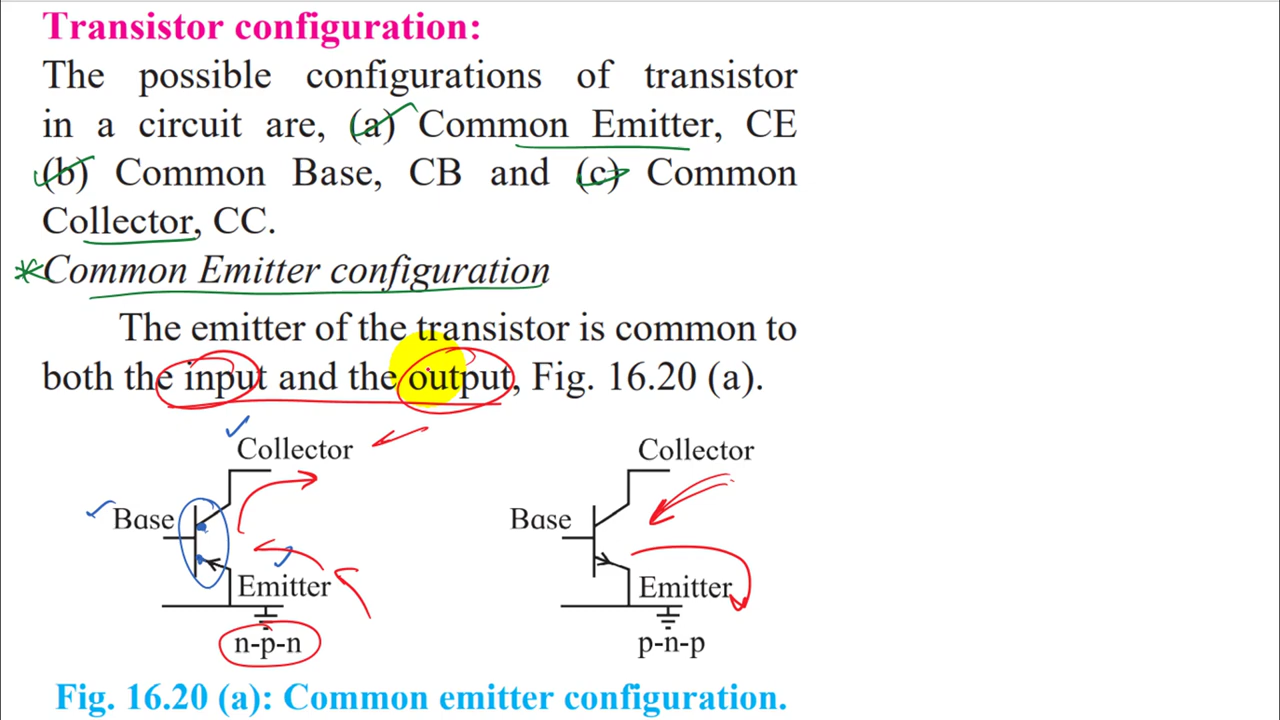 Transistor configuration:
The possible configurations of transistor
in a circuit are, (a) Common Emitter, CE
(b) Common Base, CB and (c) Common
Collector, CC.
*Common Emitter configuration
The emitter of the transistor is common to
both the input and the output, Fig. 16.20 (a).
Collector
Base
Emitter
n-p-n
Collector
Base
Emitter
p-n-p
Fig. 16.20 (a): Common emitter configuration.